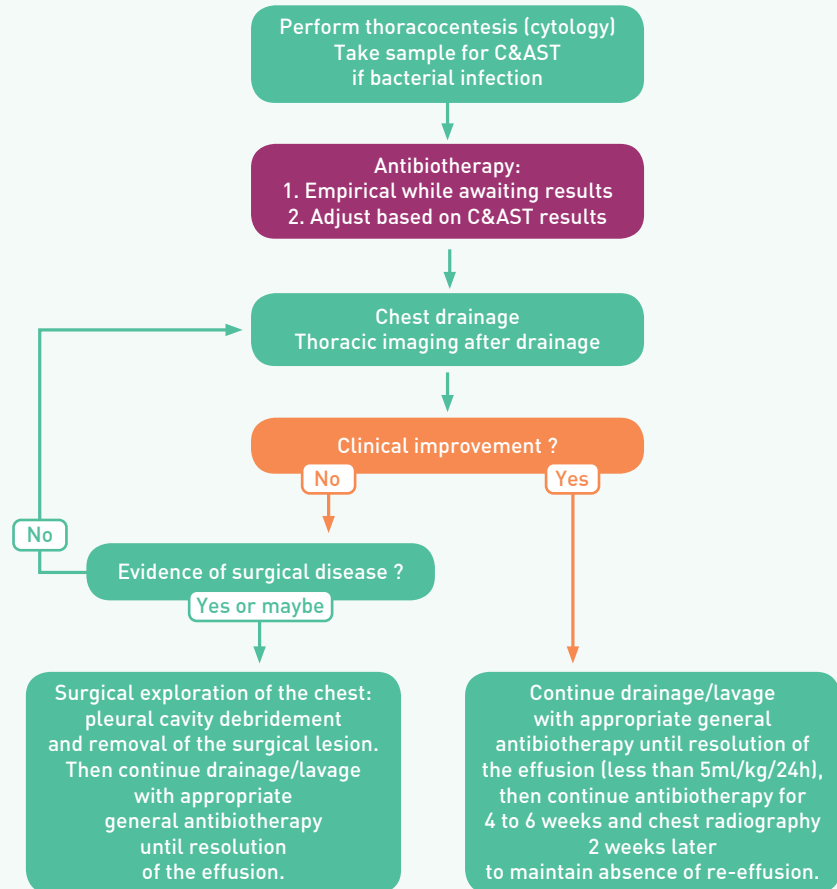 Perform thoracocentesis (cytology)
Take sample for C&AST
if bacterial infection
Antibiotherapy:
1. Empirical while awaiting results
2. Adjust based on C&AST results
Chest drainage
Thoracic imaging after drainage
Clinical improvement ?
No
Yes
No
Evidence of surgical disease ?
Yes or maybe
Surgical exploration of the chest:
pleural cavity debridement
and removal of the surgical lesion.
Then continue drainage/lavage
with appropriate
general antibiotherapy
until resolution
of the effusion.
Continue drainage/lavage
with appropriate general
antibiotherapy until resolution of
the effusion (less than 5ml/kg/24h),
then continue antibiotherapy for
4 to 6 weeks and chest radiography
2 weeks later
to maintain absence of re-effusion.